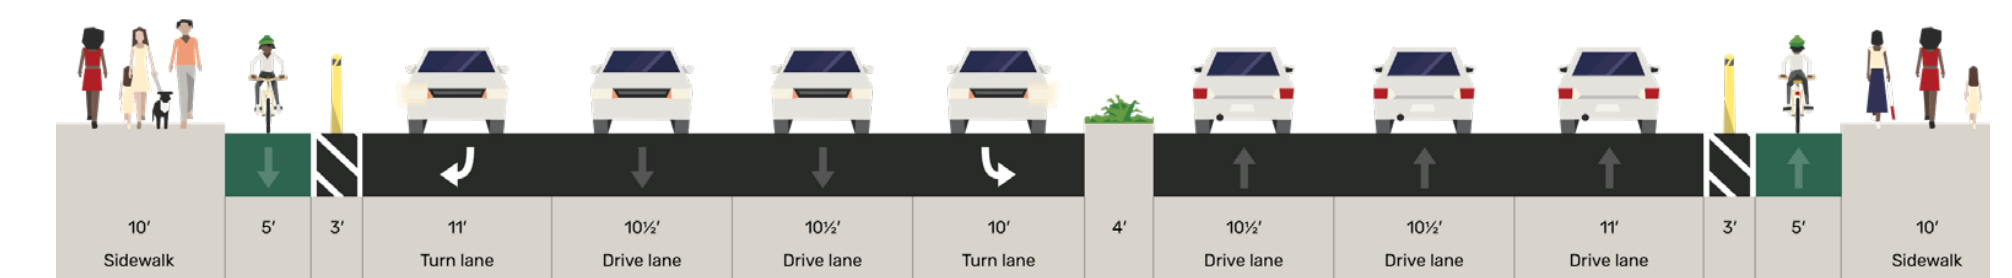 10′ 5′ 3′ 11′ 10½′ 10½′ 10′ 4′ 10½′ 10½′ 11′ 3′ 5′ 10′
Sidewalk Turn lane Drive lane Drive lane Turn lane Drive lane Drive lane Drive lane Sidewalk